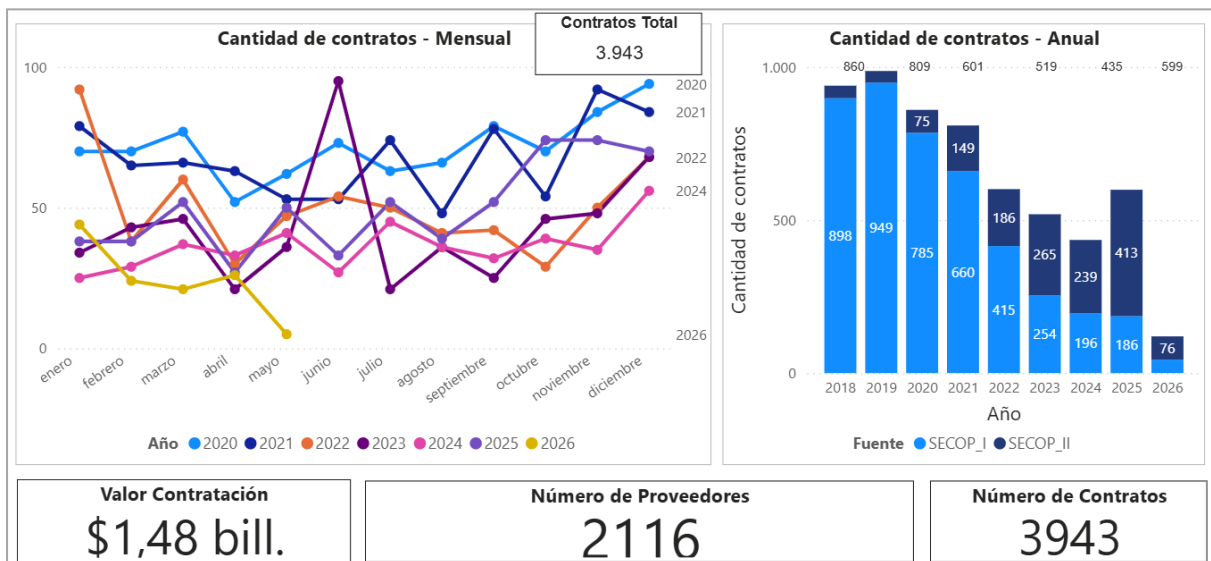 Cantidad de contratos - Mensual
Contratos Total
3.943
100
50
0
2020
2021
2022
2024
2026
enero
febrero
marzo
abril
mayo
junio
julio
agosto
septiembre
octubre
noviembre
diciembre
Año 2020 2021 2022 2023 2024 2025 2026
Cantidad de contratos - Anual
860 809 601 519 435 599
1.000
500
0
Cantidad de contratos
75
149
186
265
239
413
76
898
949
785
660
415
254
196
186
2018 2019 2020 2021 2022 2023 2024 2025 2026
Año
Fuente SECOP_I SECOP_II
Valor Contratación
$1,48 bill.
Número de Proveedores
2116
Número de Contratos
3943